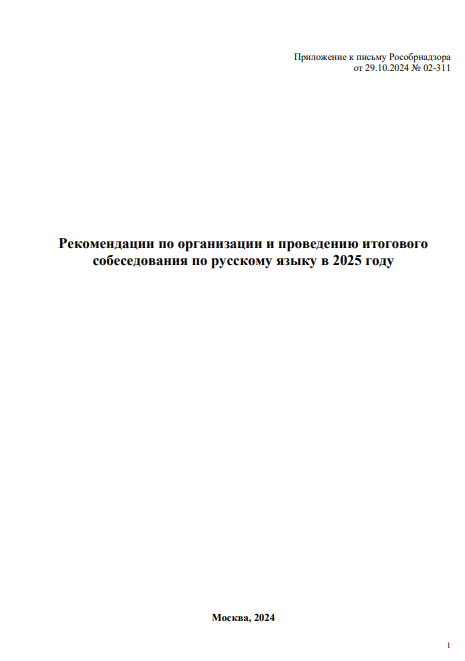 Приложение к письму Рособрнадзора
от 29.10.2024 № 02-311
Рекомендации по организации и проведению итогового
собеседования по русскому языку в 2025 году
Москва, 2024
1